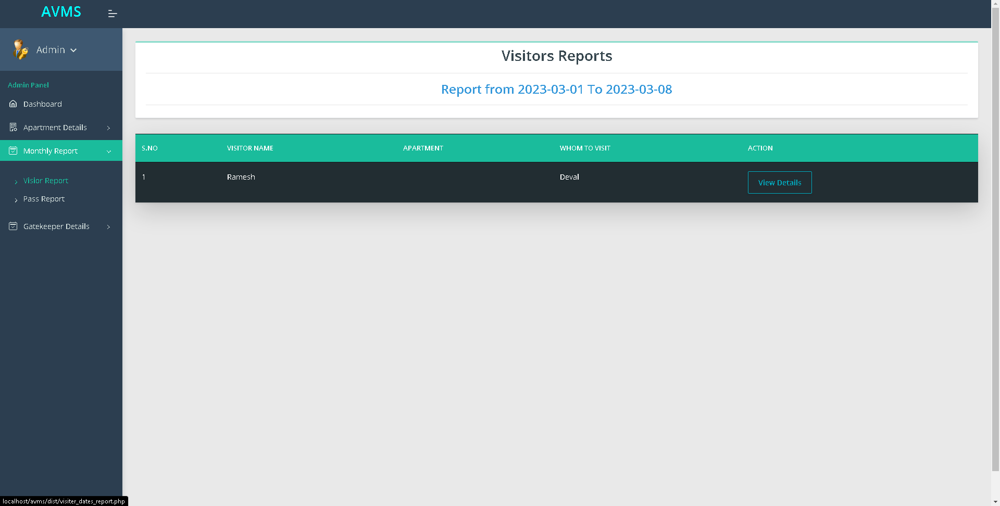 AVMS
Admin
Admin Panel
Dashboard
Apartment Details
Monthly Report
Visior Report
Pass Report
Gatekeeper Details
Visitors Reports
Report from 2023-03-01 To 2023-03-08
S.NO VISITOR NAME APARTMENT WHOM TO VISIT ACTION
1 Ramesh Deval View Details
localhost/avms/dist/visiter_dates_report.php